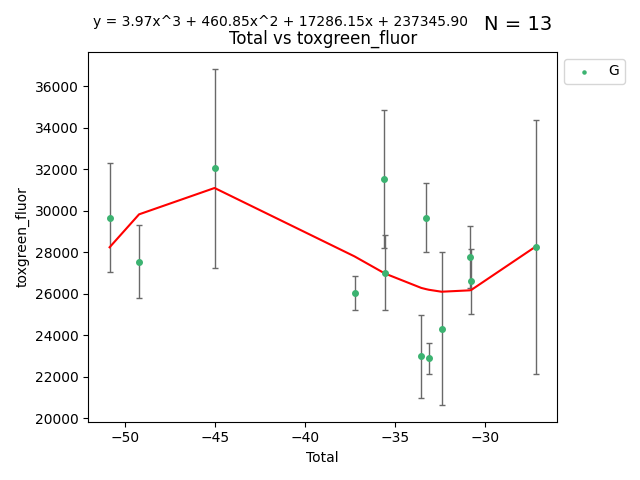 y = 3.97x^3 + 460.85x^2 + 17286.15x + 237345.90 N = 13
Total vs toxgreen_fluor
G
36000
34000
32000
30000
28000
26000
24000
22000
20000
toxgreen_fluor
−50 −45 −40 −35 −30
Total